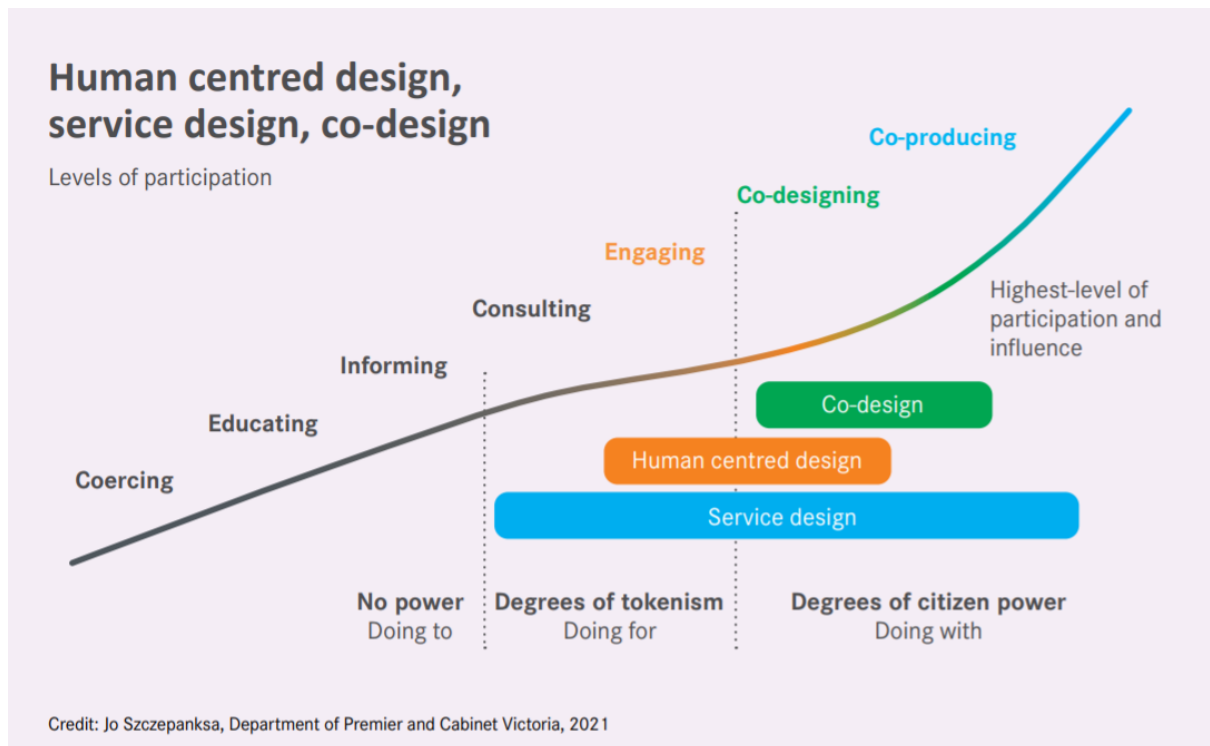 Human centred design,
service design, co-design
Levels of participation
Co-producing
Co-designing
Engaging
Consulting
Informing
Educating
Coercing
Highest-level of
participation and
influence
Co-design
Human centred design
Service design
No power
Doing to
Degrees of tokenism
Doing for
Degrees of citizen power
Doing with
Credit: Jo Szczepanksa, Department of Premier and Cabinet Victoria, 2021